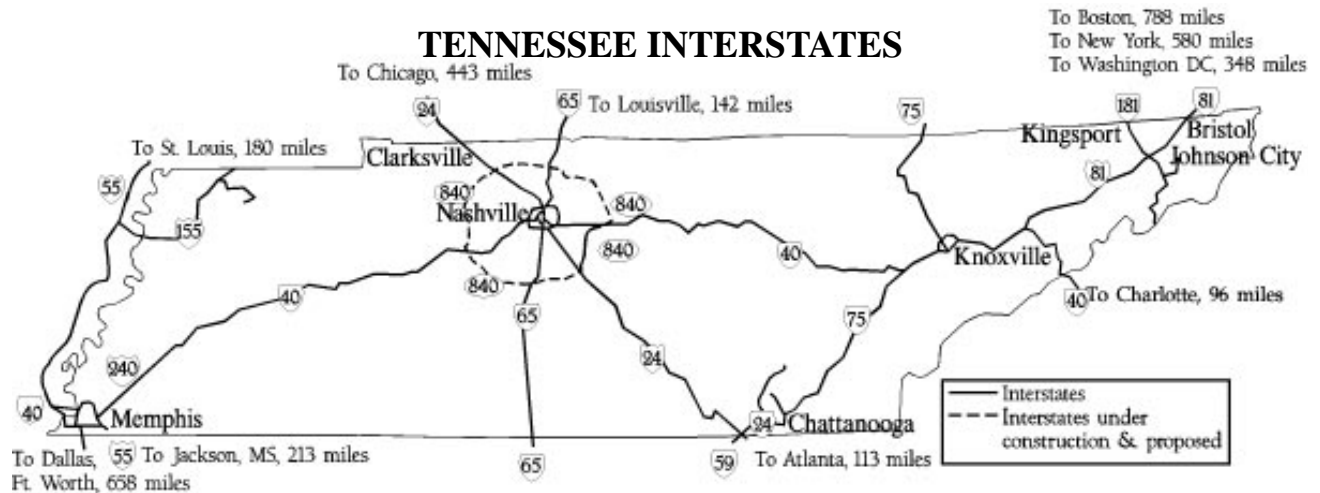 To Boston, 788 miles
To New York, 580 miles
To Washington DC, 348 miles
TENNESSEE INTERSTATES
To Chicago, 443 miles
24
65
To Louisville, 142 miles
75
181
81
Kingsport
Bristol
Johnson City
To St. Louis, 180 miles
Clarksville
55
81
840
Nashville
840
155
840
40
Knoxville
840
40
40
To Charlotte, 96 miles
65
75
24
240
Interstates
Interstates under
construction & proposed
40
Memphis
24
Chattanooga
To Dallas,
Ft. Worth, 658 miles
55
To Jackson, MS, 213 miles
65
59
To Atlanta, 113 miles